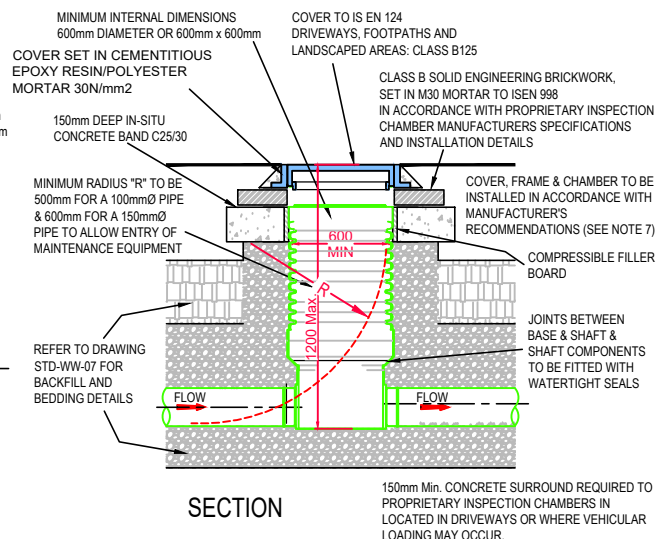 MINIMUM INTERNAL DIMENSIONS
600mm DIAMETER OR 600mm x 600mm
COVER TO IS EN 124
DRIVEWAYS, FOOTPATHS AND
LANDSCAPED AREAS: CLASS B125
COVER SET IN CEMENTITIOUS
EPOXY RESIN/POLYESTER
MORTAR 30N/mm2
CLASS B SOLID ENGINEERING BRICKWORK,
SET IN M30 MORTAR TO ISEN 998
IN ACCORDANCE WITH PROPRIETARY INSPECTION
CHAMBER MANUFACTURERS SPECIFICATIONS
AND INSTALLATION DETAILS
150mm DEEP IN-SITU
CONCRETE BAND C25/30
MINIMUM RADIUS "R" TO BE
500mm FOR A 100mmØ PIPE
& 600mm FOR A 150mmØ
PIPE TO ALLOW ENTRY OF
MAINTENANCE EQUIPMENT
COVER, FRAME & CHAMBER TO BE
INSTALLED IN ACCORDANCE WITH
MANUFACTURER'S
RECOMMENDATIONS (SEE NOTE 7)
600
MIN
COMPRESSIBLE FILLER
BOARD
R
1200 Max.
JOINTS BETWEEN
BASE & SHAFT &
SHAFT COMPONENTS
TO BE FITTED WITH
WATERTIGHT SEALS
REFER TO DRAWING
STD-WW-07 FOR
BACKFILL AND
BEDDING DETAILS
FLOW
FLOW
SECTION
150mm Min. CONCRETE SURROUND REQUIRED TO
PROPRIETARY INSPECTION CHAMBERS IN
LOCATED IN DRIVEWAYS OR WHERE VEHICULAR
LOADING MAY OCCUR.